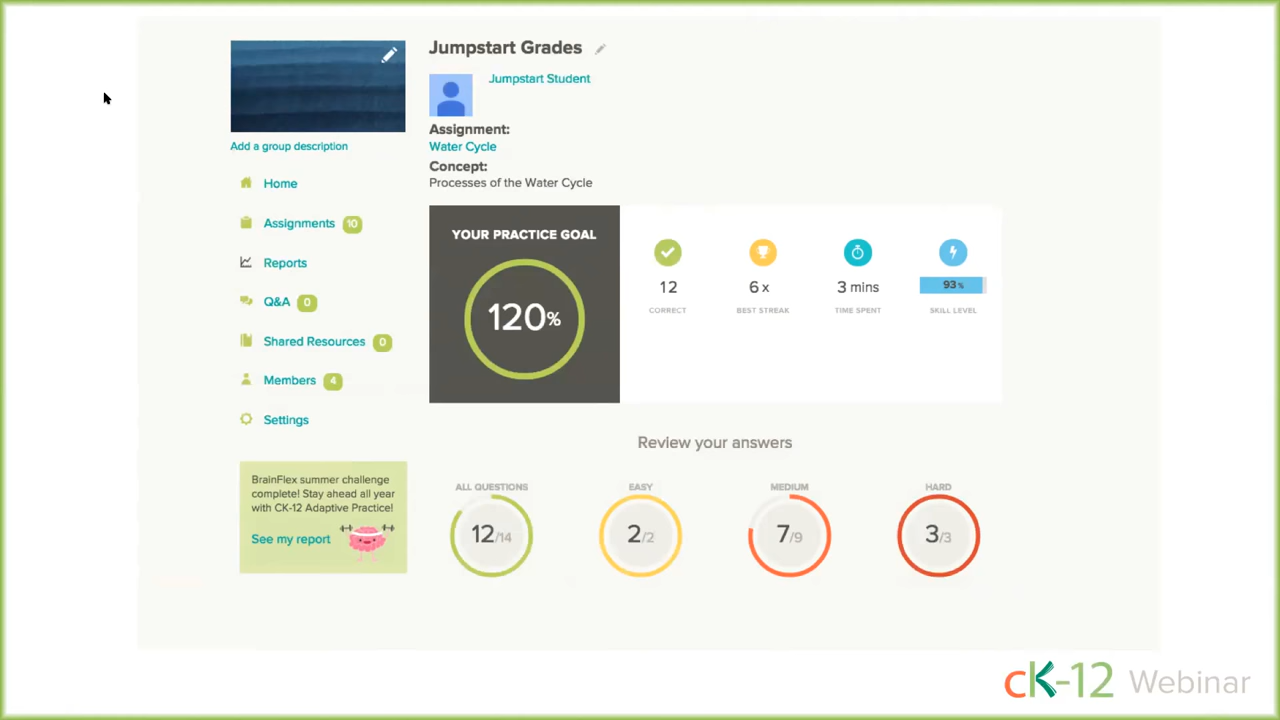 Jumpstart Grades
Jumpstart Student
Assignment:
Water Cycle
Concept:
Processes of the Water Cycle
Add a group description
Home
Assignments 10
Reports
Q&A 0
Shared Resources 0
Members 4
Settings
BrainFlex summer challenge
complete! Stay ahead all year
with CK-12 Adaptive Practice!
See my report
YOUR PRACTICE GOAL
120%
12
CORRECT
6 x
BEST STREAK
3 mins
TIME SPENT
93%
SKILL LEVEL
Review your answers
ALL QUESTIONS
12/14
EASY
2/2
MEDIUM
7/9
HARD
3/3
cK-12 Webinar